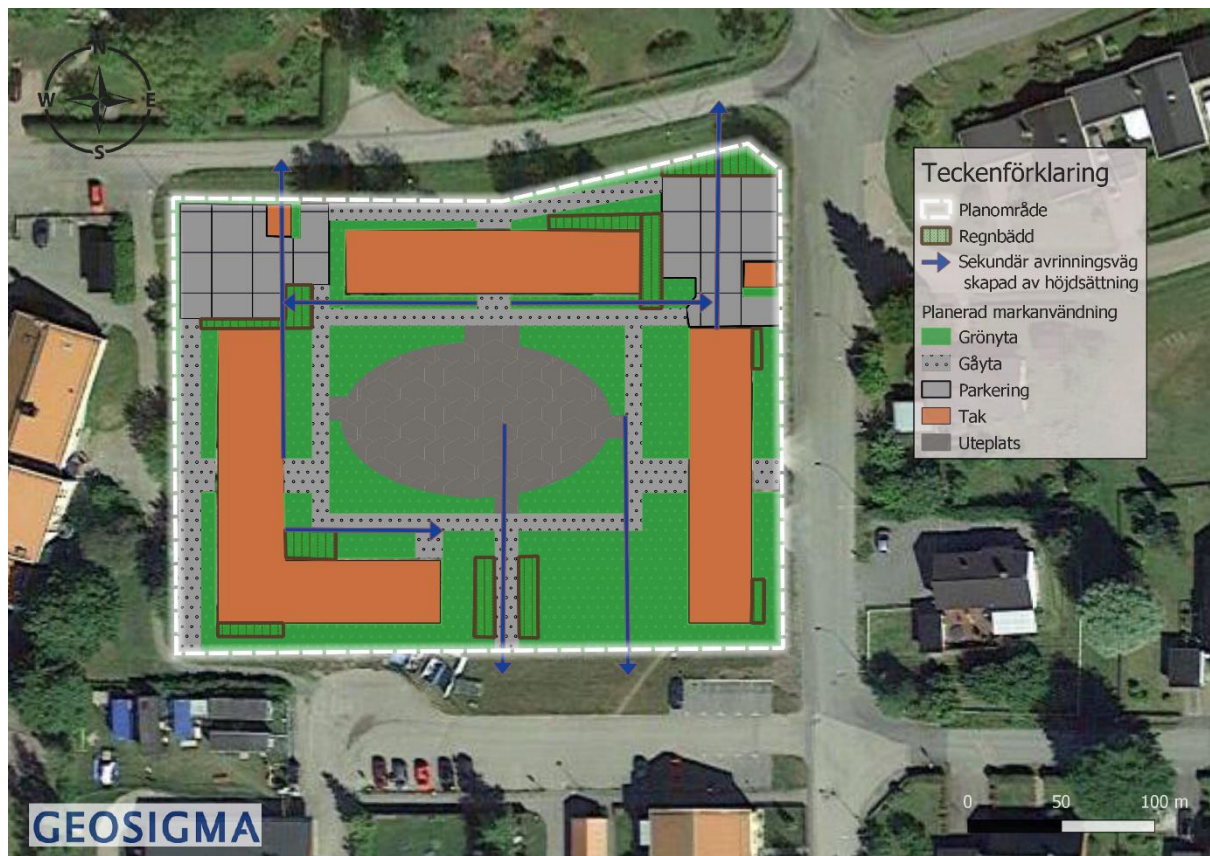 N
W E
S
Teckenförklaring
Planområde
Regnbädd
Sekundär avrinningsväg
skapad av höjdsättning
Planerad markanvändning
Grönyta
Gåyta
Parkering
Tak
Uteplats
0 50 100 m
GEOSIGMA